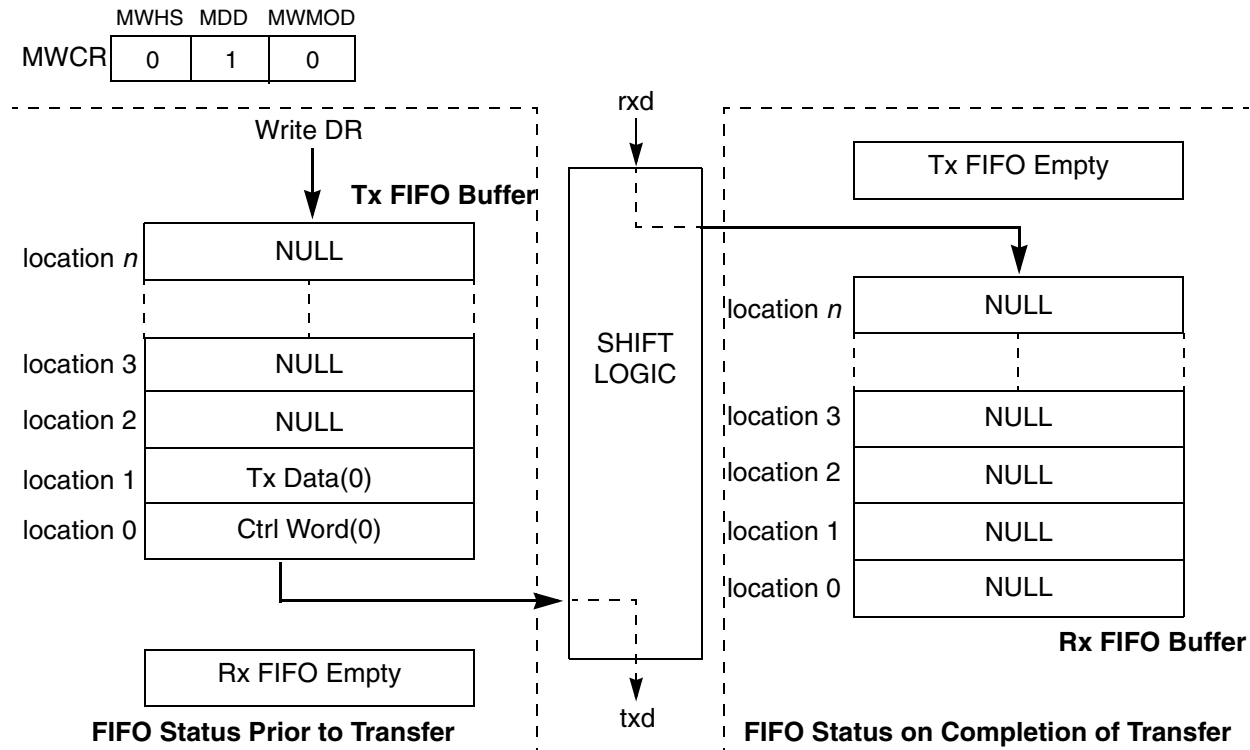 MWHS MDD MWMOD
MWCR 0 1 0
Write DR
Tx FIFO Buffer
location n NULL
location 3 NULL
location 2 NULL
location 1 Tx Data(0)
location 0 Ctrl Word(0)
Rx FIFO Empty
FIFO Status Prior to Transfer
rxd
SHIFT
LOGIC
txd
Tx FIFO Empty
location n NULL
location 3 NULL
location 2 NULL
location 1 NULL
location 0 NULL
Rx FIFO Buffer
FIFO Status on Completion of Transfer